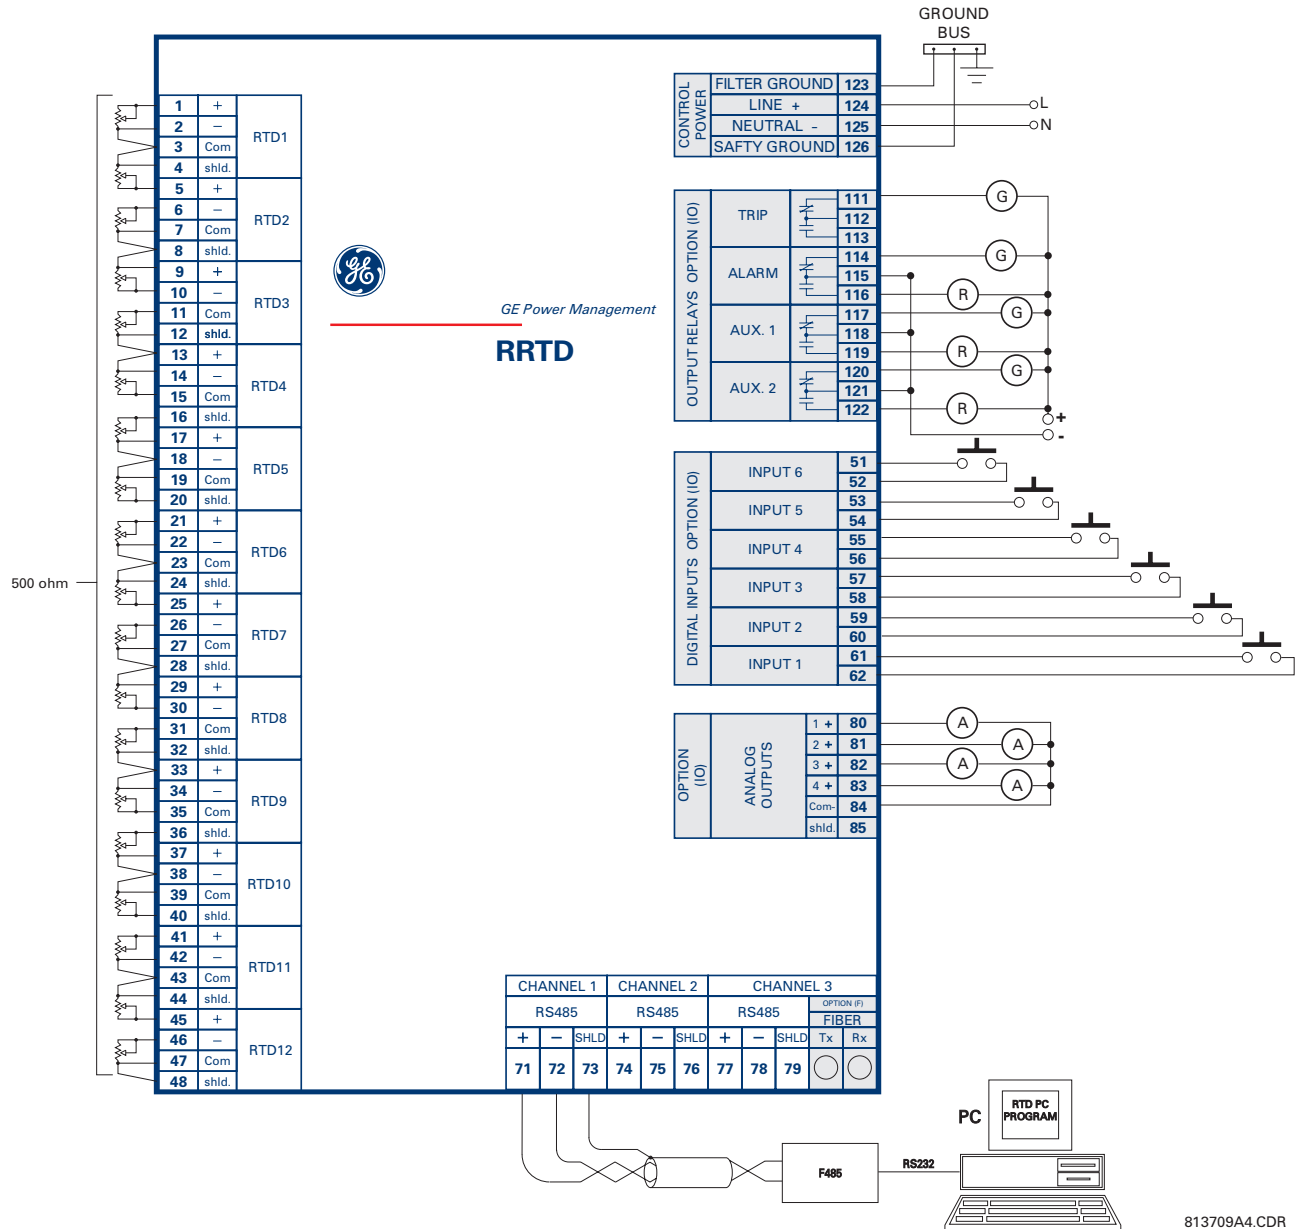 GROUND
BUS
CONTROL
POWER
FILTER GROUND 123
LINE + 124
NEUTRAL - 125
SAFTY GROUND 126
L
N
500 ohm
1 +
2 −
3 Com
4 shld.
RTD1
5 +
6 −
7 Com
8 shld.
RTD2
9 +
10 −
11 Com
12 shld.
RTD3
13 +
14 −
15 Com
16 shld.
RTD4
17 +
18 −
19 Com
20 shld.
RTD5
21 +
22 −
23 Com
24 shld.
RTD6
25 +
26 −
27 Com
28 shld.
RTD7
29 +
30 −
31 Com
32 shld.
RTD8
33 +
34 −
35 Com
36 shld.
RTD9
37 +
38 −
39 Com
40 shld.
RTD10
41 +
42 −
43 Com
44 shld.
RTD11
45 +
46 −
47 Com
48 shld.
RTD12
GE
GE Power Management
RRTD
OUTPUT RELAYS OPTION (IO)
TRIP
111
112
113
ALARM
114
115
116
AUX. 1
117
118
119
AUX. 2
120
121
122
G
G
R
G
R
G
R
+
-
DIGITAL INPUTS OPTION (IO)
INPUT 6
51
52
INPUT 5
53
54
INPUT 4
55
56
INPUT 3
57
58
INPUT 2
59
60
INPUT 1
61
62
OPTION
(IO)
ANALOG
OUTPUTS
1 + 80
2 + 81
3 + 82
4 + 83
Com- 84
shld. 85
A
A
A
A
CHANNEL 1 CHANNEL 2 CHANNEL 3
RS485 RS485 RS485 OPTION (F)
FIBER
+ − SHLD + − SHLD + − SHLD Tx Rx
71 72 73 74 75 76 77 78 79
F485
RS232
PC
RTD PC
PROGRAM
813709A4.CDR